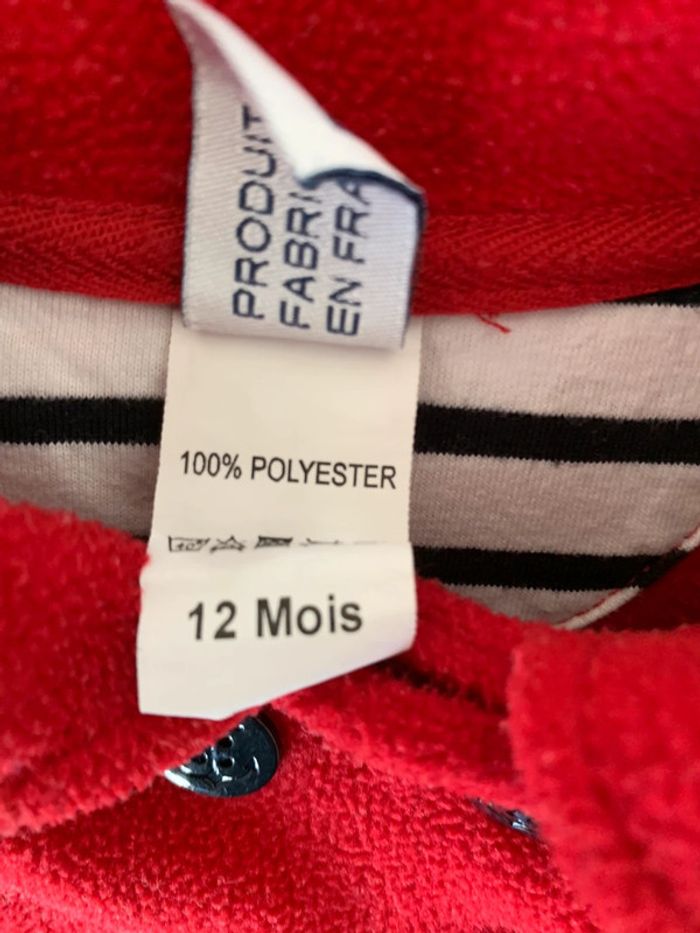 PRODUIT
FABRI
EN FRA
100% POLYESTER
12 Mois